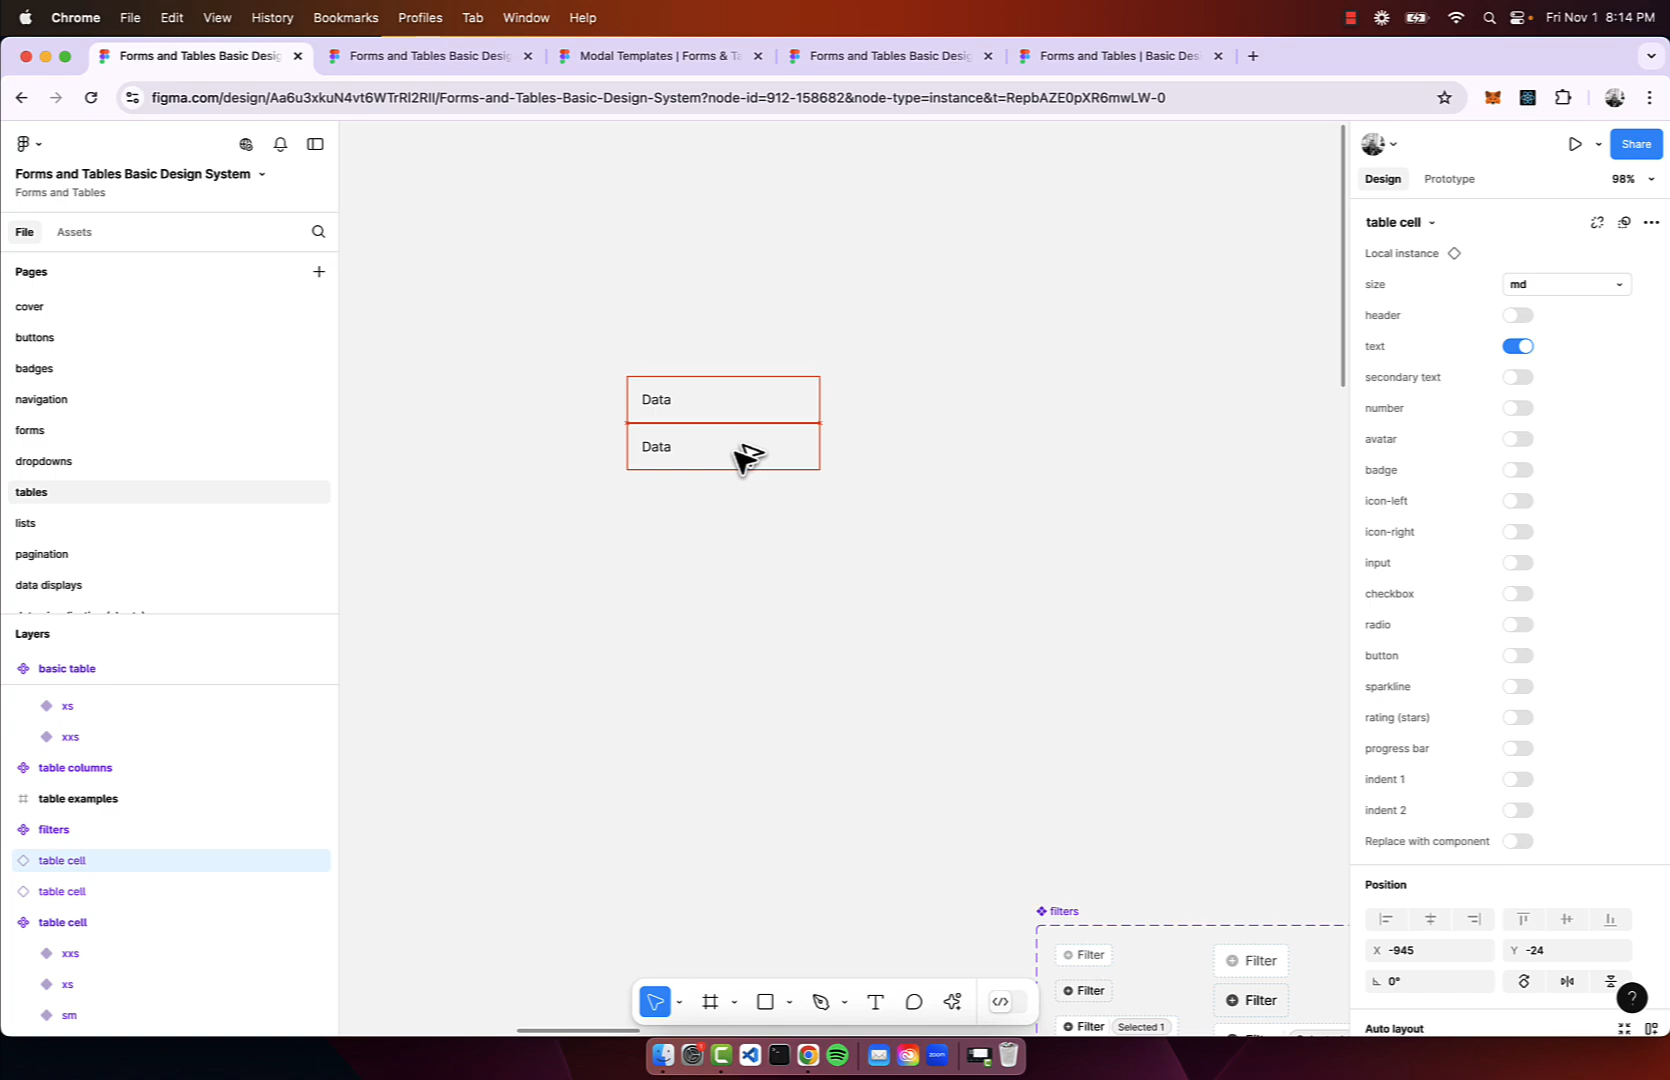 Chrome File Edit View History Bookmarks Profiles Tab Window Help Fri Nov 1 8:14 PM
Forms and Tables Basic Desig Forms and Tables Basic Desig Modal Templates | Forms & Ta Forms and Tables Basic Desig Forms and Tables | Basic Des
figma.com/design/Aa6u3xkuN4vt6WTrRl2RIl/Forms-and-Tables-Basic-Design-System?node-id=912-158682&node-type=instance&t=RepbAZE0pXR6mwLW-0
Forms and Tables Basic Design System
Forms and Tables
File Assets
Pages
cover
buttons
badges
navigation
forms
dropdowns
tables
lists
pagination
data displays
Layers
basic table
xs
xxs
table columns
table examples
filters
table cell
table cell
table cell
xxs
xs
sm
Data
Data
filters
Filter Filter
Filter Filter
Filter Selected 1
Share
Design Prototype 98%
table cell
Local instance
size md
header
text
secondary text
number
avatar
badge
icon-left
icon-right
input
checkbox
radio
button
sparkline
rating (stars)
progress bar
indent 1
indent 2
Replace with component
Position
X -945 Y -24
0°
Auto layout
?
zoom